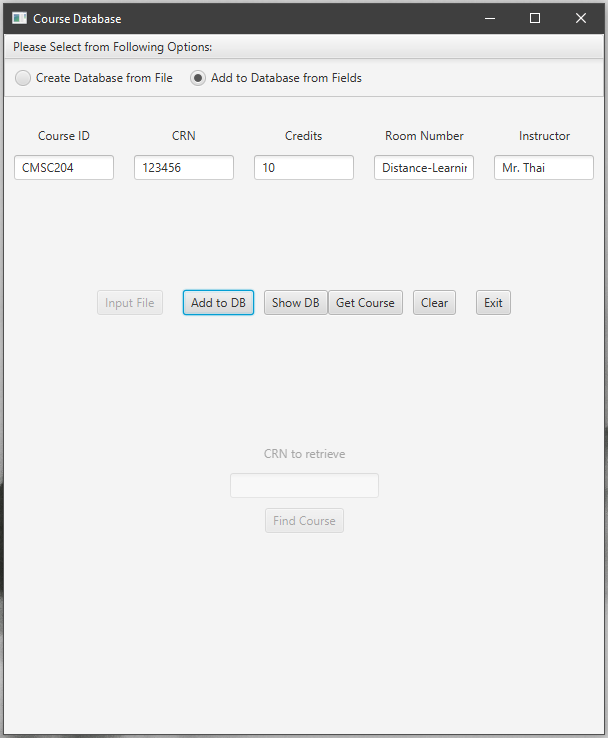 Course Database
Please Select from Following Options:
Create Database from File Add to Database from Fields
Course ID CRN Credits Room Number Instructor
CMSC204 123456 10 Distance-Learnin Mr. Thai
Input File Add to DB Show DB Get Course Clear Exit
CRN to retrieve
Find Course